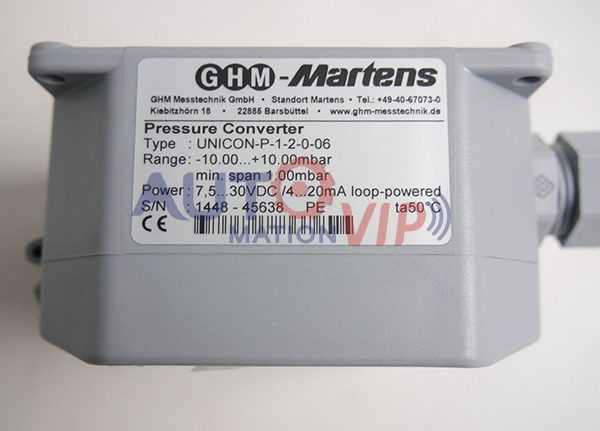 GHM-Martens
GHM Messtechnik GmbH • Standort Martens • Tel.: +49-40-67073-0
Kiebitzhörn 18 • 22885 Barsbüttel • www.ghm-messtechnik.de
Pressure Converter
Type : UNICON-P-1-2-0-06
Range: -10.00...+10.00mbar
min. span 1.00mbar
Power: 7,5...30VDC /4...20mA loop-powered
S/N : 1448 - 45638 PE ta50°C
CE
AUTOMATION VIP